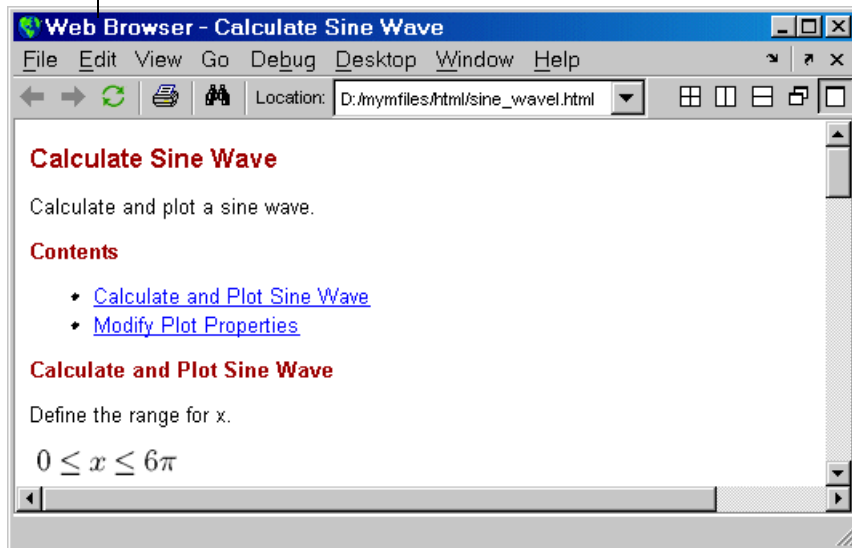 Web Browser - Calculate Sine Wave
File Edit View Go Debug Desktop Window Help
Location: D:/mymfiles/html/sine_wavel.html
Calculate Sine Wave
Calculate and plot a sine wave.
Contents
• Calculate and Plot Sine Wave
• Modify Plot Properties
Calculate and Plot Sine Wave
Define the range for x.
0 ≤ x ≤ 6π